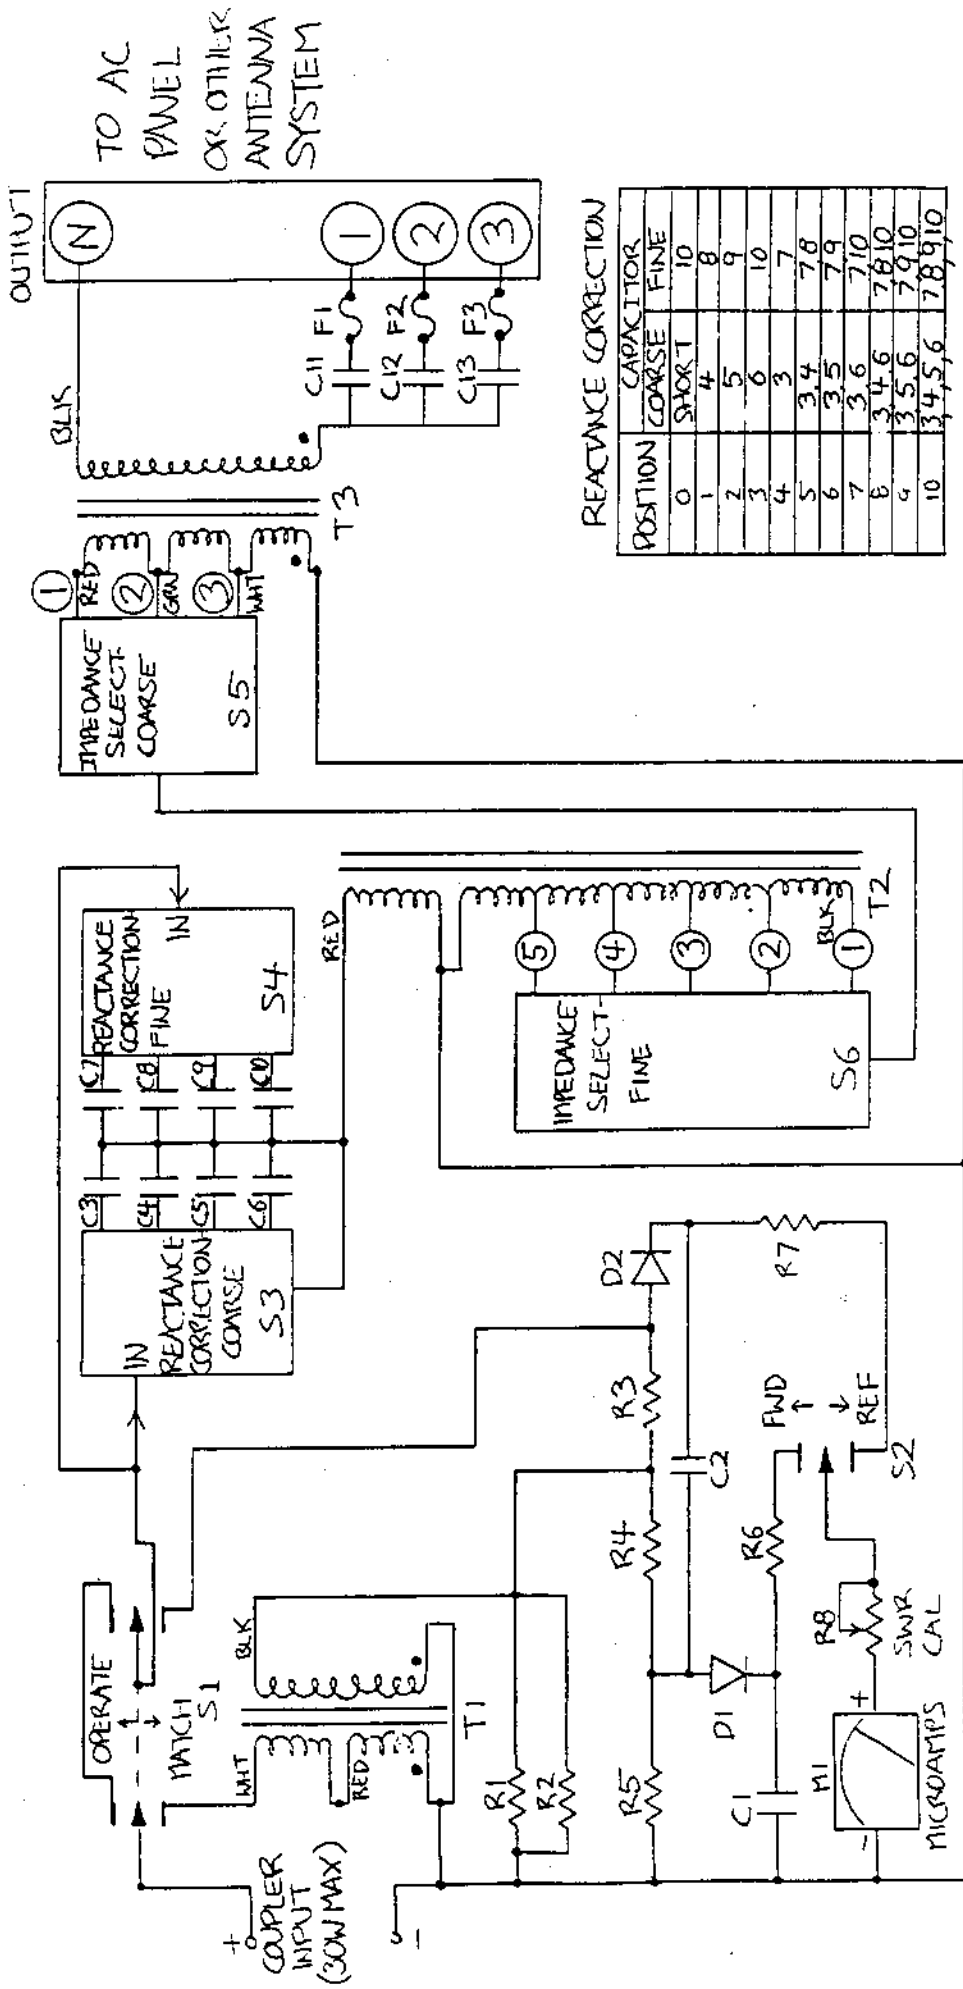 COUPLER
INPUT
(30W MAX)
+
-
OPERATE
MATCH
S1
WHT
RED
BLK
T1
R1
R2
R5
R4
R3
D2
C2
D1
C1
R6
R7
M1
-
+
MICROAMPS
R8
SWR
CAL
FWD
REF
S2
IN
REACTANCE
CORRECTION
COARSE
S3
C3
C4
C5
C6
C7
C8
C9
C10
REACTANCE
CORRECTION
FINE
IN
S4
RED
IMPEDANCE
SELECT-
FINE
S6
5
4
3
2
BLK
1
T2
IMPEDANCE
SELECT-
COARSE
S5
1
RED
2
GRN
3
WHT
T3
BLK
C11
C12
C13
F1
F2
F3
OUTPUT
N
1
2
3
TO AC
PANEL
OR OTHER
ANTENNA
SYSTEM
REACTANCE CORRECTION
POSITION CAPACITOR
COARSE FINE
0 SHORT 10
1 4 8
2 5 9
3 6 10
4 3 7
5 3,4 7,8
6 3,5 7,9
7 3,6 7,10
8 3,4,6 7,8,10
9 3,5,6 7,9,10
10 3,4,5,6 7,8,9,10